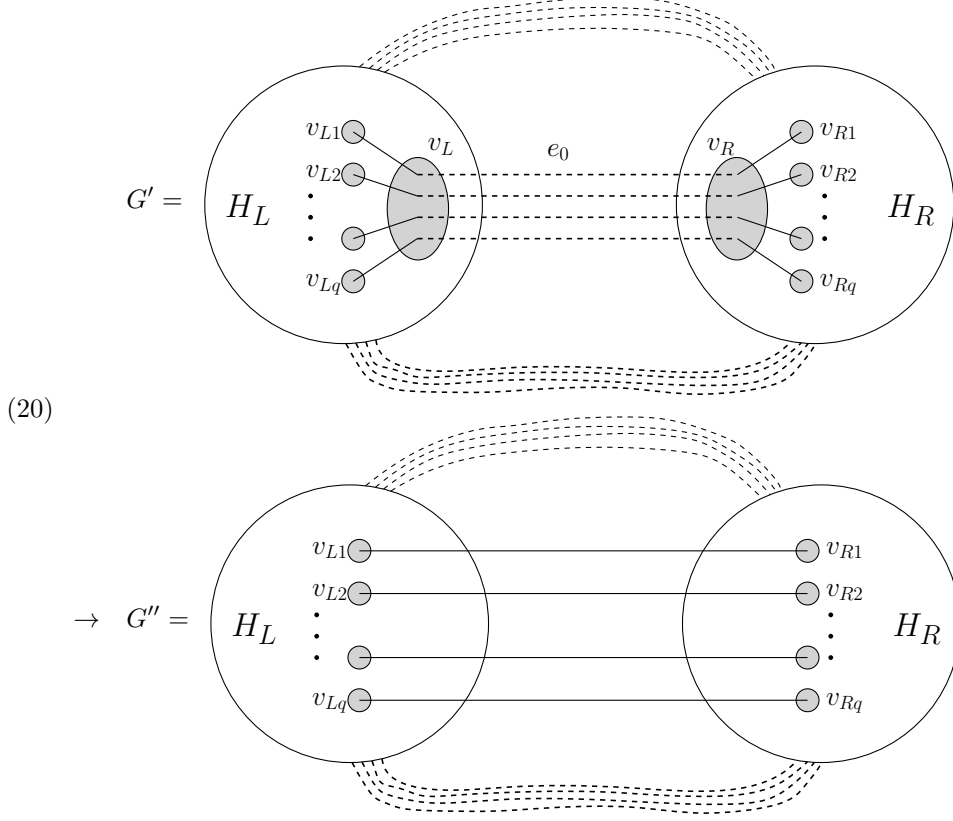 v_{L1} v_L e_0 v_R v_{R1}
v_{L2} v_{R2}
G' = H_L H_R
v_{Lq} v_{Rq}
(20)
v_{L1} v_{R1}
v_{L2} v_{R2}
→ G'' = H_L H_R
v_{Lq} v_{Rq}